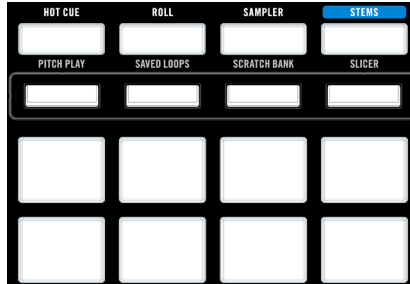 HOT CUE ROLL SAMPLER STEMS
PITCH PLAY SAVED LOOPS SCRATCH BANK SLICER